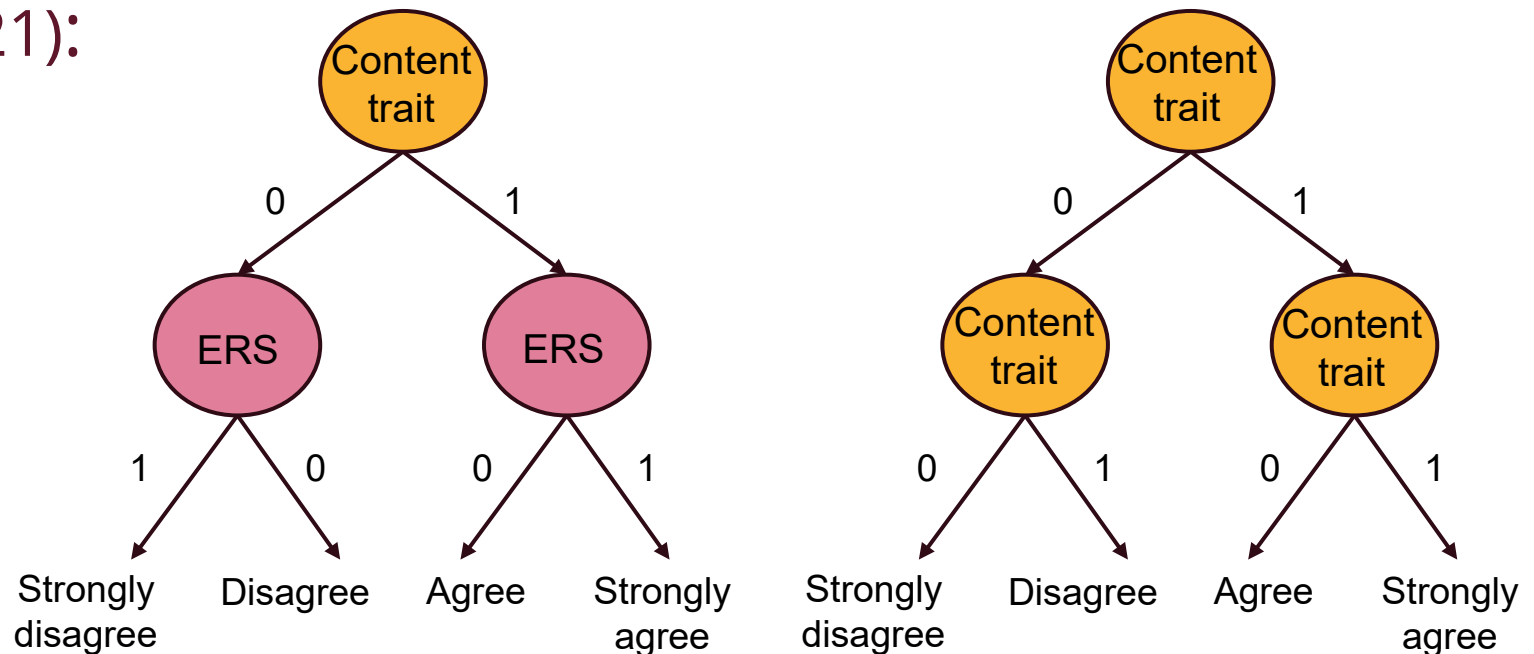 21):
Content
trait
0
1
ERS
ERS
1
0
0
1
Strongly
disagree
Disagree
Agree
Strongly
agree
Content
trait
0
1
Content
trait
Content
trait
0
1
0
1
Strongly
disagree
Disagree
Agree
Strongly
agree